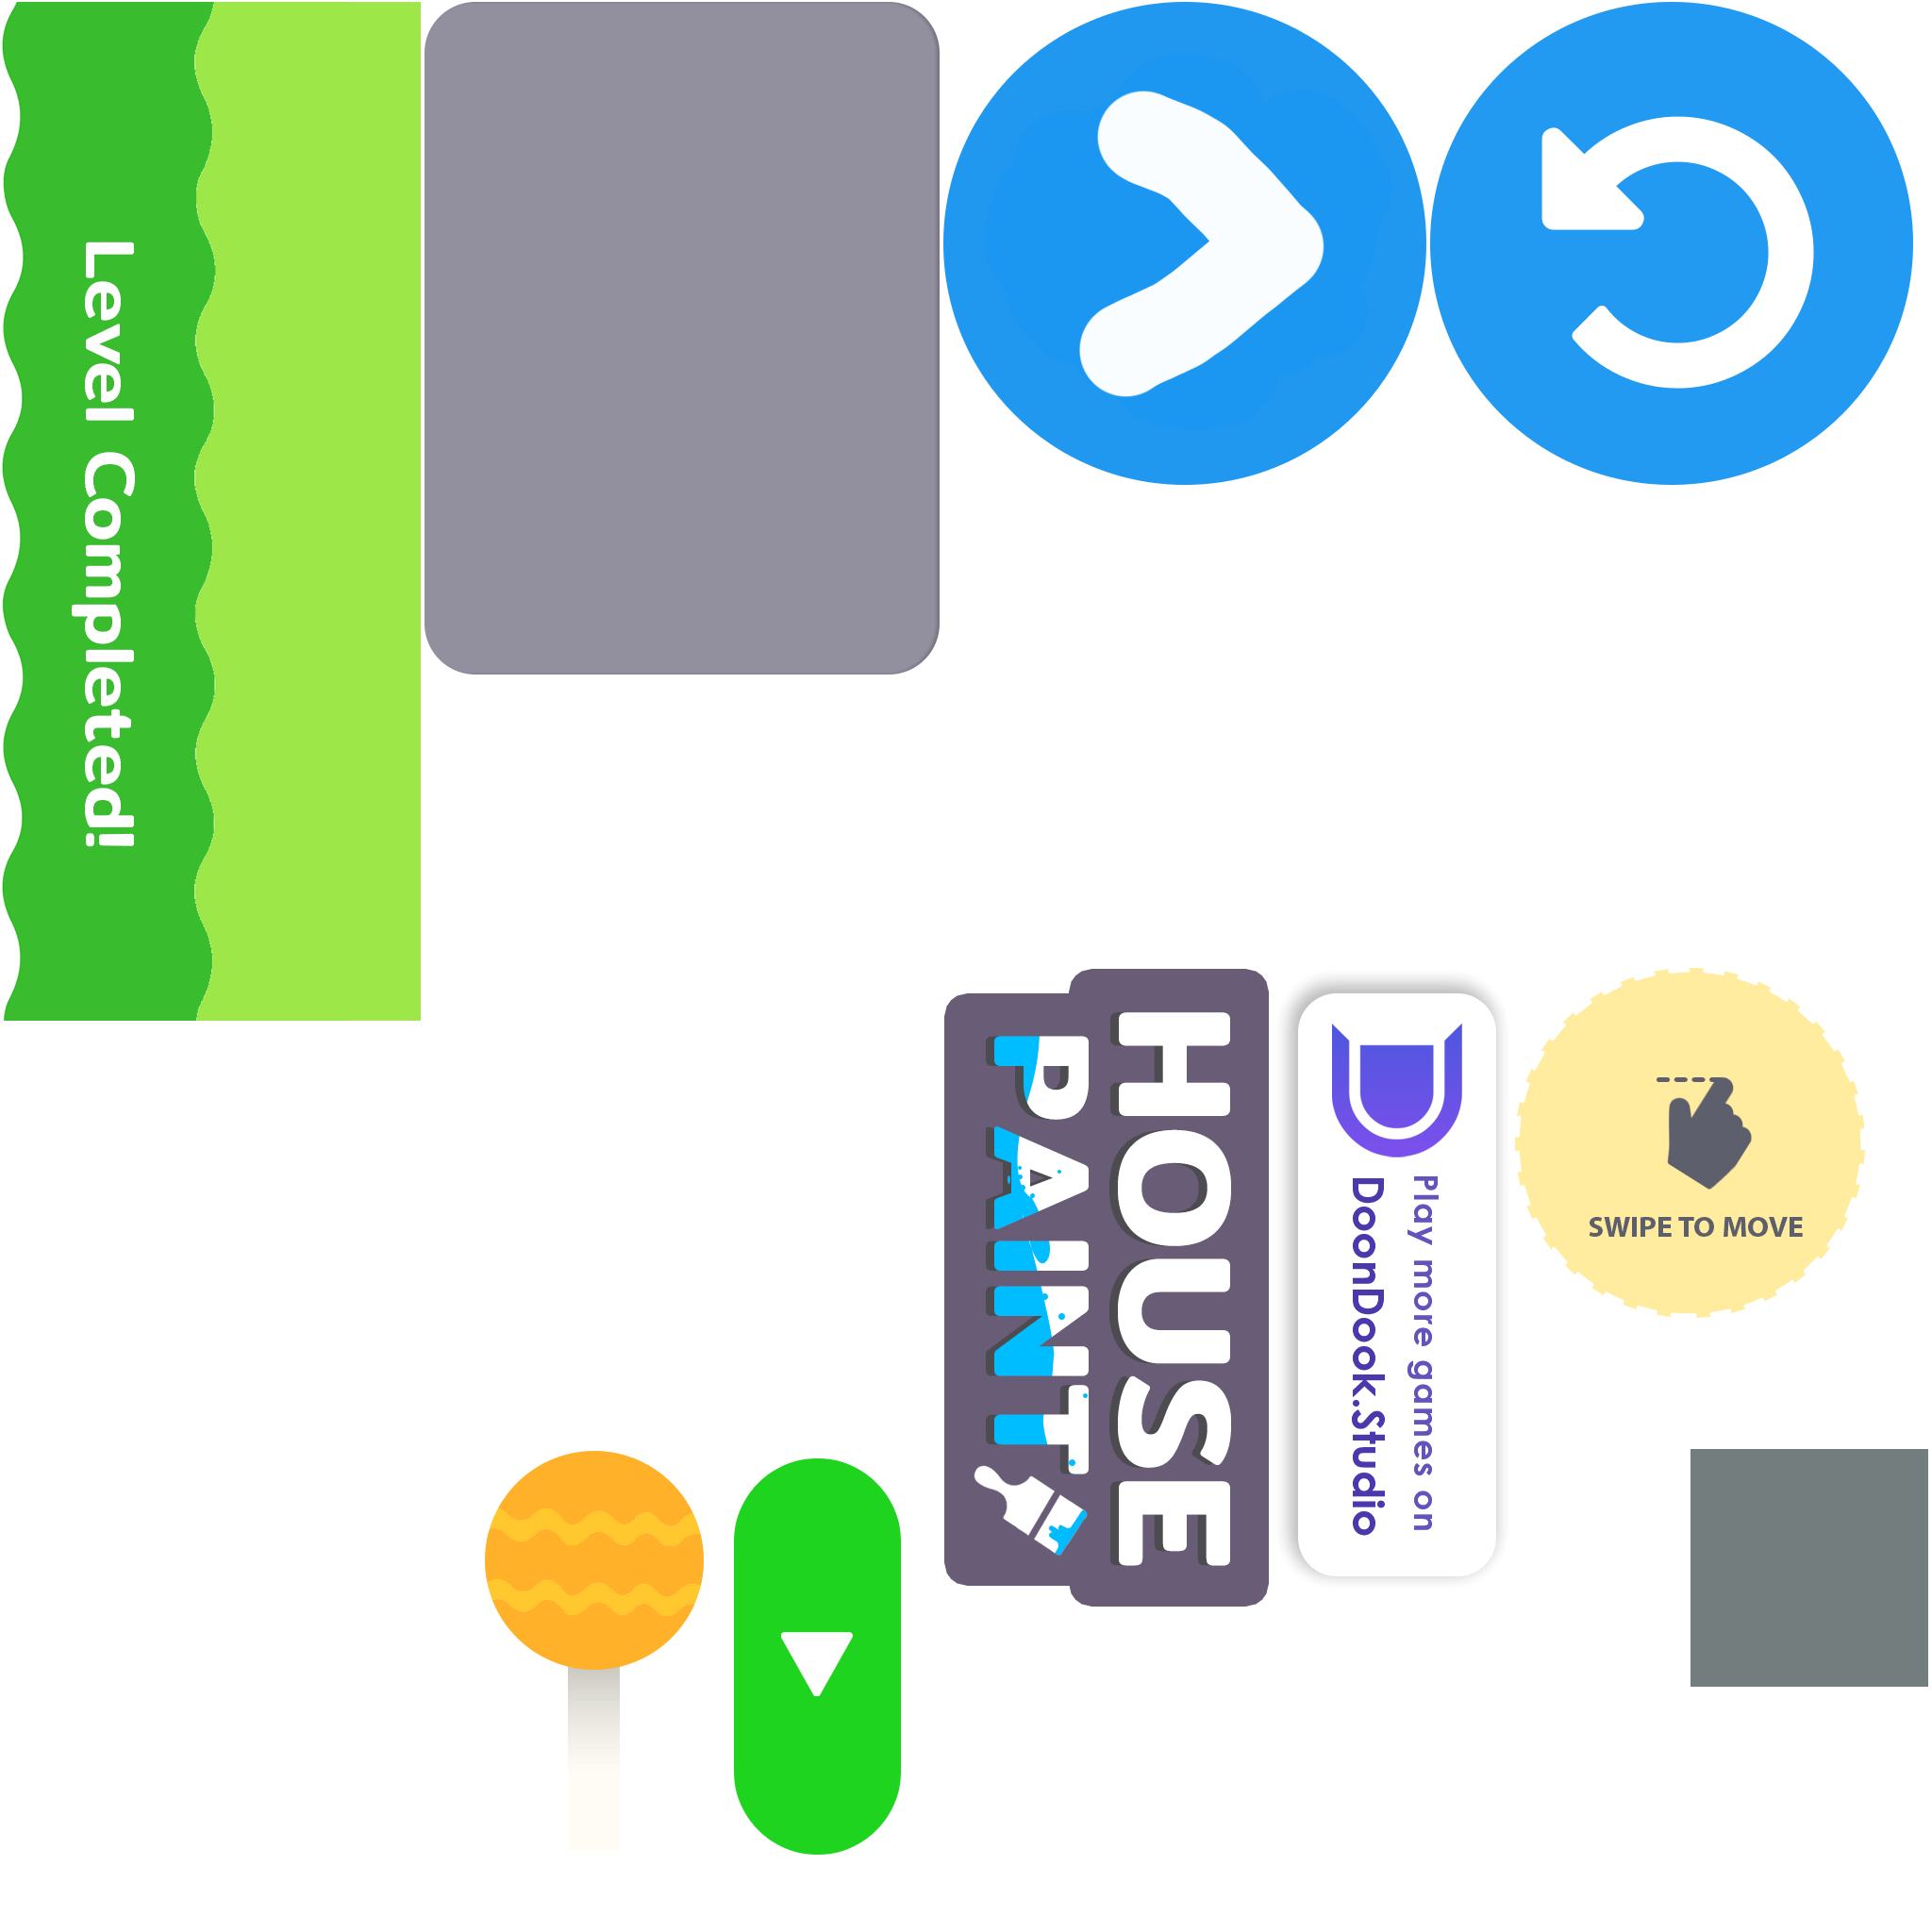 Level Completed!
HOUSE
PAINT
Play more games on
DoonDook.Studio
SWIPE TO MOVE